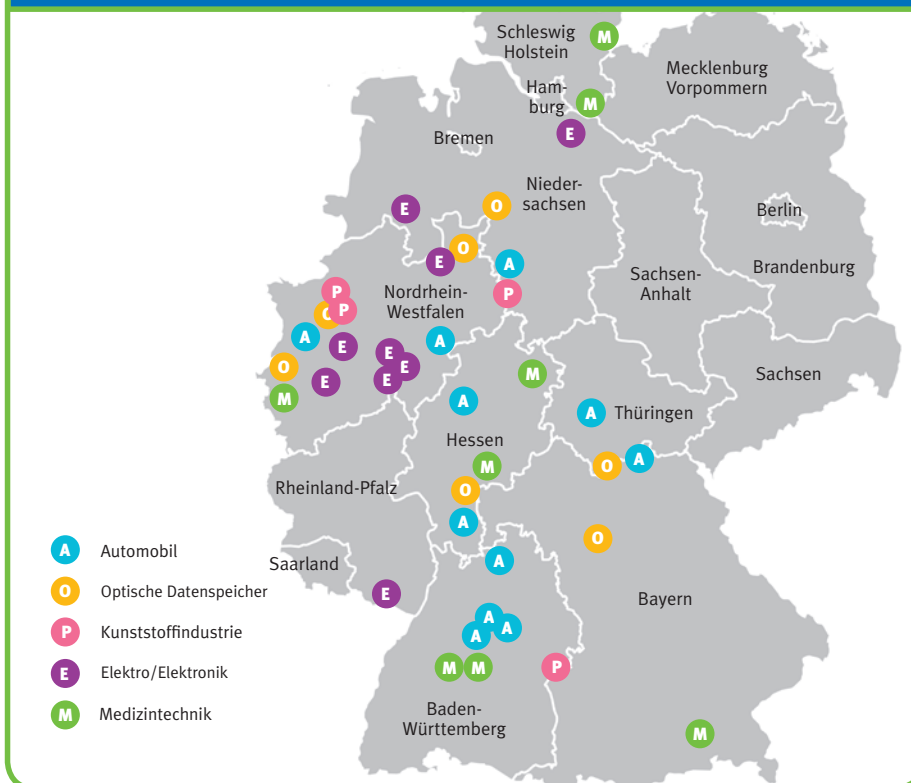 Schleswig
Holstein
M
Mecklenburg
Vorpommern
Ham-
burg
M
E
Bremen
Nieder-
sachsen
O
E
Berlin
O
E
A
Sachsen-
Anhalt
Brandenburg
P
P
Nordrhein-
Westfalen
P
O
P
A
A
E
E
E
E
E
O
M
M
Sachsen
A
A
Thüringen
Hessen
A
M
O
Rheinland-Pfalz
O
A
O
A
Saarland
E
Bayern
A
A
A
M
M
P
Baden-
Württemberg
M
A Automobil
O Optische Datenspeicher
P Kunststoffindustrie
E Elektro/Elektronik
M Medizintechnik